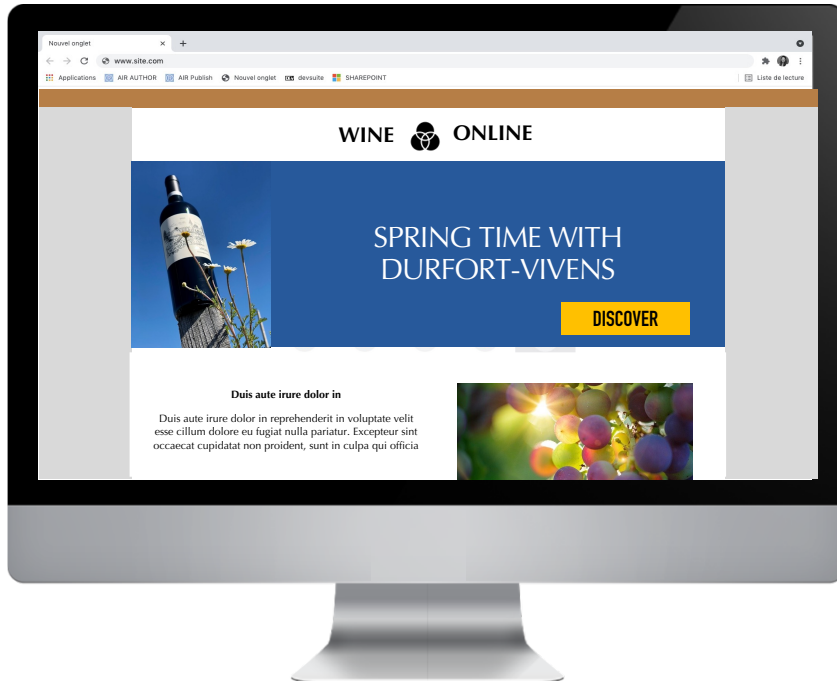 Nouvel onglet
www.site.com
Applications AIR AUTHOR AIR Publish Nouvel onglet devsuite SHAREPOINT Liste de lecture
WINE ONLINE
SPRING TIME WITH
DURFORT-VIVENS
DISCOVER
Duis aute irure dolor in
Duis aute irure dolor in reprehenderit in voluptate velit
esse cillum dolore eu fugiat nulla pariatur. Excepteur sint
occaecat cupidatat non proident, sunt in culpa qui officia